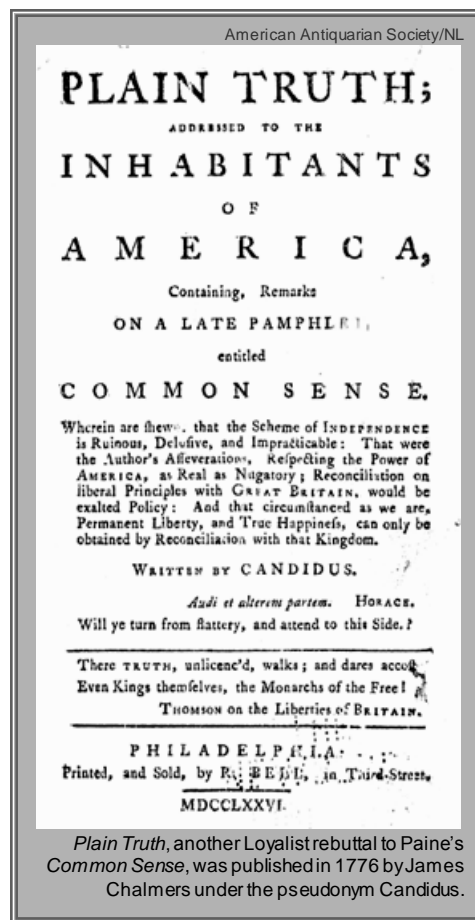 American Antiquarian Society/NL
PLAIN TRUTH;
ADDRESSED TO THE
INHABITANTS
OF
AMERICA,
Containing, Remarks
ON A LATE PAMPHLET,
entitled
COMMON SENSE.
Wherein are ſhewn, that the Scheme of INDEPENDENCE
is Ruinous, Deluſive, and Impracticable: That were
the Author's Aſſeverations, Reſpecting the Power of
AMERICA, as Real as Nugatory; Reconciliation on
liberal Principles with GREAT BRITAIN, would be
exalted Policy: And that circumſtanced as we are,
Permanent Liberty, and True Happineſs, can only be
obtained by Reconciliation with that Kingdom.
WRITTEN BY CANDIDUS.
Audi et alteram partem. HORACE.
Will ye turn from flattery, and attend to this Side.?
There TRUTH, unlicenc'd, walks; and dares accoſt
Even Kings themſelves, the Monarchs of the Free!
THOMSON on the Liberties of BRITAIN.
PHILADELPHIA:
Printed, and Sold, by R. BELL, in Third-Street.
MDCCLXXVI.
Plain Truth, another Loyalist rebuttal to Paine’s
Common Sense, was published in 1776 by James
Chalmers under the pseudonym Candidus.